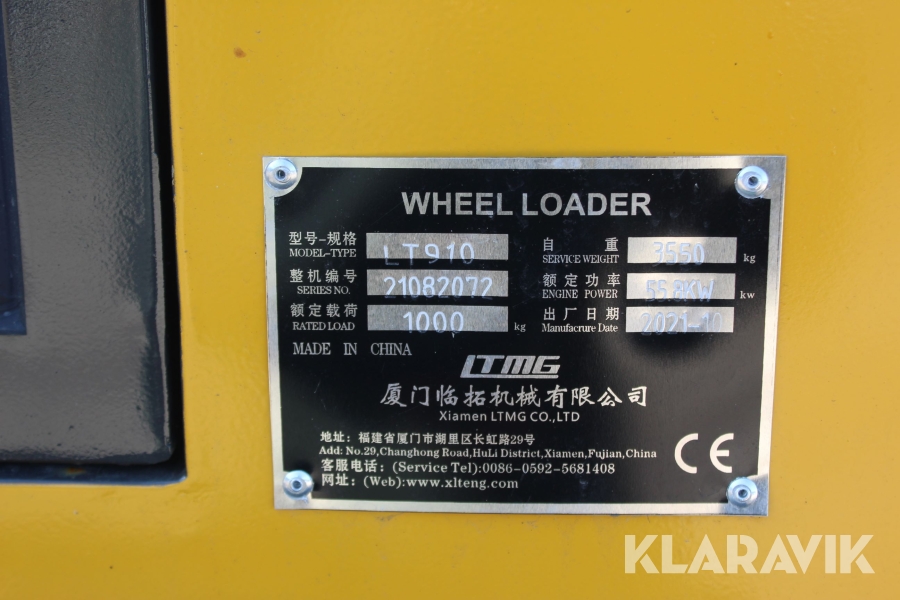 WHEEL LOADER
型号-规格 LT910
MODEL-TYPE
整机编号 21082072
SERIES NO.
额定载荷 1000 kg
RATED LOAD
自 重 3550 kg
SERVICE WEIGHT
额定功率 kw
ENGINE POWER
出厂日期 2021-10
Manufacrure Date
MADE IN CHINA
LTMG
厦门临拓机械有限公司
Xiamen LTMG CO.,LTD
地址：福建省厦门市湖里区长虹路29号
Add: No.29,Changhong Road,HuLi District,Xiamen,Fujian,China
客服电话：(Service Tel):0086-0592-5681408
网址：(Web):www.xlteng.com
CE
KLARAVIK